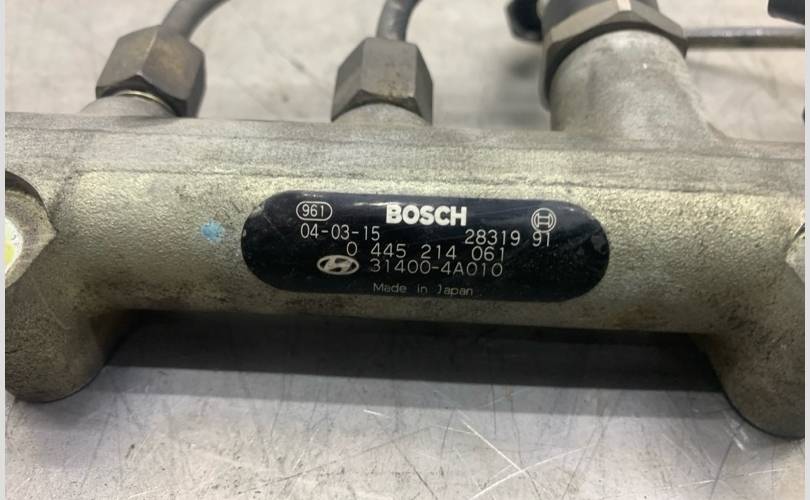 961 BOSCH
04-03-15 28319 91
0 445 214 061
31400-4A010
Made in Japan